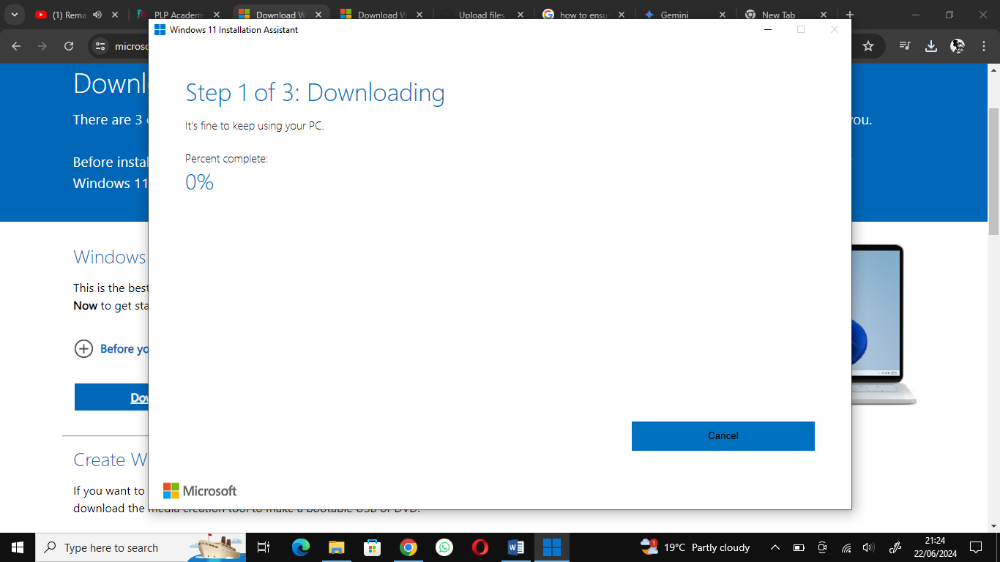 (1) Rema
PLP Academ
Download W
Download W
Upload files
how to ensu
Gemini
New Tab
microsc
Windows 11 Installation Assistant
Downl
There are 3
you.
Before instal
Windows 11
Step 1 of 3: Downloading
It's fine to keep using your PC.
Percent complete:
0%
Windows
This is the best
Now to get sta
Before yo
Dow
Cancel
Create W
If you want to
download the media creation tool to make a bootable USB or DVD.
Microsoft
Type here to search
1
19°C Partly cloudy
21:24
22/06/2024